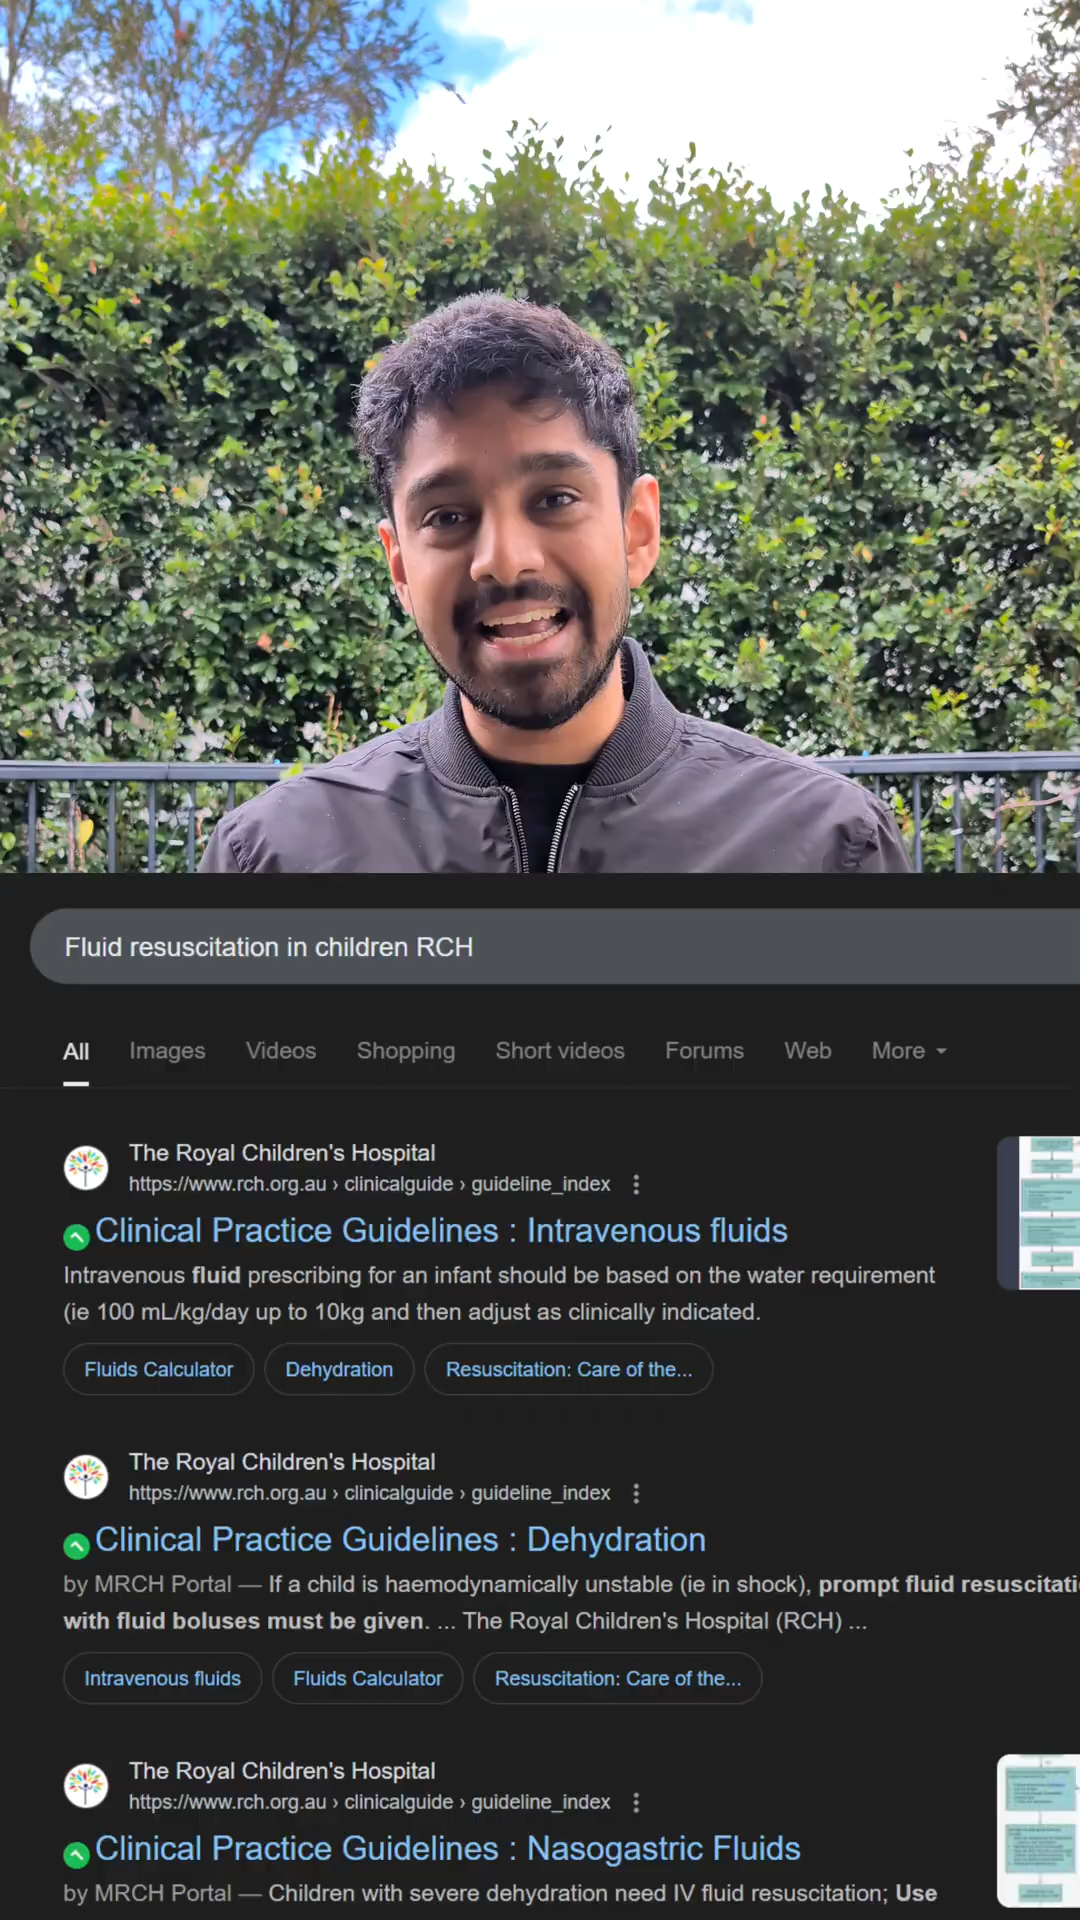 Fluid resuscitation in children RCH
All Images Videos Shopping Short videos Forums Web More
The Royal Children's Hospital
https://www.rch.org.au › clinicalguide › guideline_index
Clinical Practice Guidelines : Intravenous fluids
Intravenous fluid prescribing for an infant should be based on the water requirement
(ie 100 mL/kg/day up to 10kg and then adjust as clinically indicated.
Fluids Calculator Dehydration Resuscitation: Care of the...
The Royal Children's Hospital
https://www.rch.org.au › clinicalguide › guideline_index
Clinical Practice Guidelines : Dehydration
by MRCH Portal — If a child is haemodynamically unstable (ie in shock), prompt fluid resuscitati
with fluid boluses must be given. ... The Royal Children's Hospital (RCH) ...
Intravenous fluids Fluids Calculator Resuscitation: Care of the...
The Royal Children's Hospital
https://www.rch.org.au › clinicalguide › guideline_index
Clinical Practice Guidelines : Nasogastric Fluids
by MRCH Portal — Children with severe dehydration need IV fluid resuscitation; Use